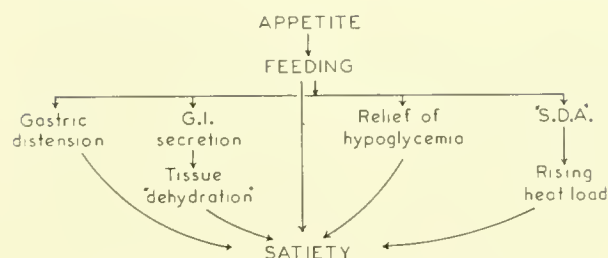 APPETITE
FEEDING
Gastric
distension
G.I.
secretion
Tissue
"dehydration"
Relief of
hypoglycemia
"S.D.A."
Rising
heat load
SATIETY